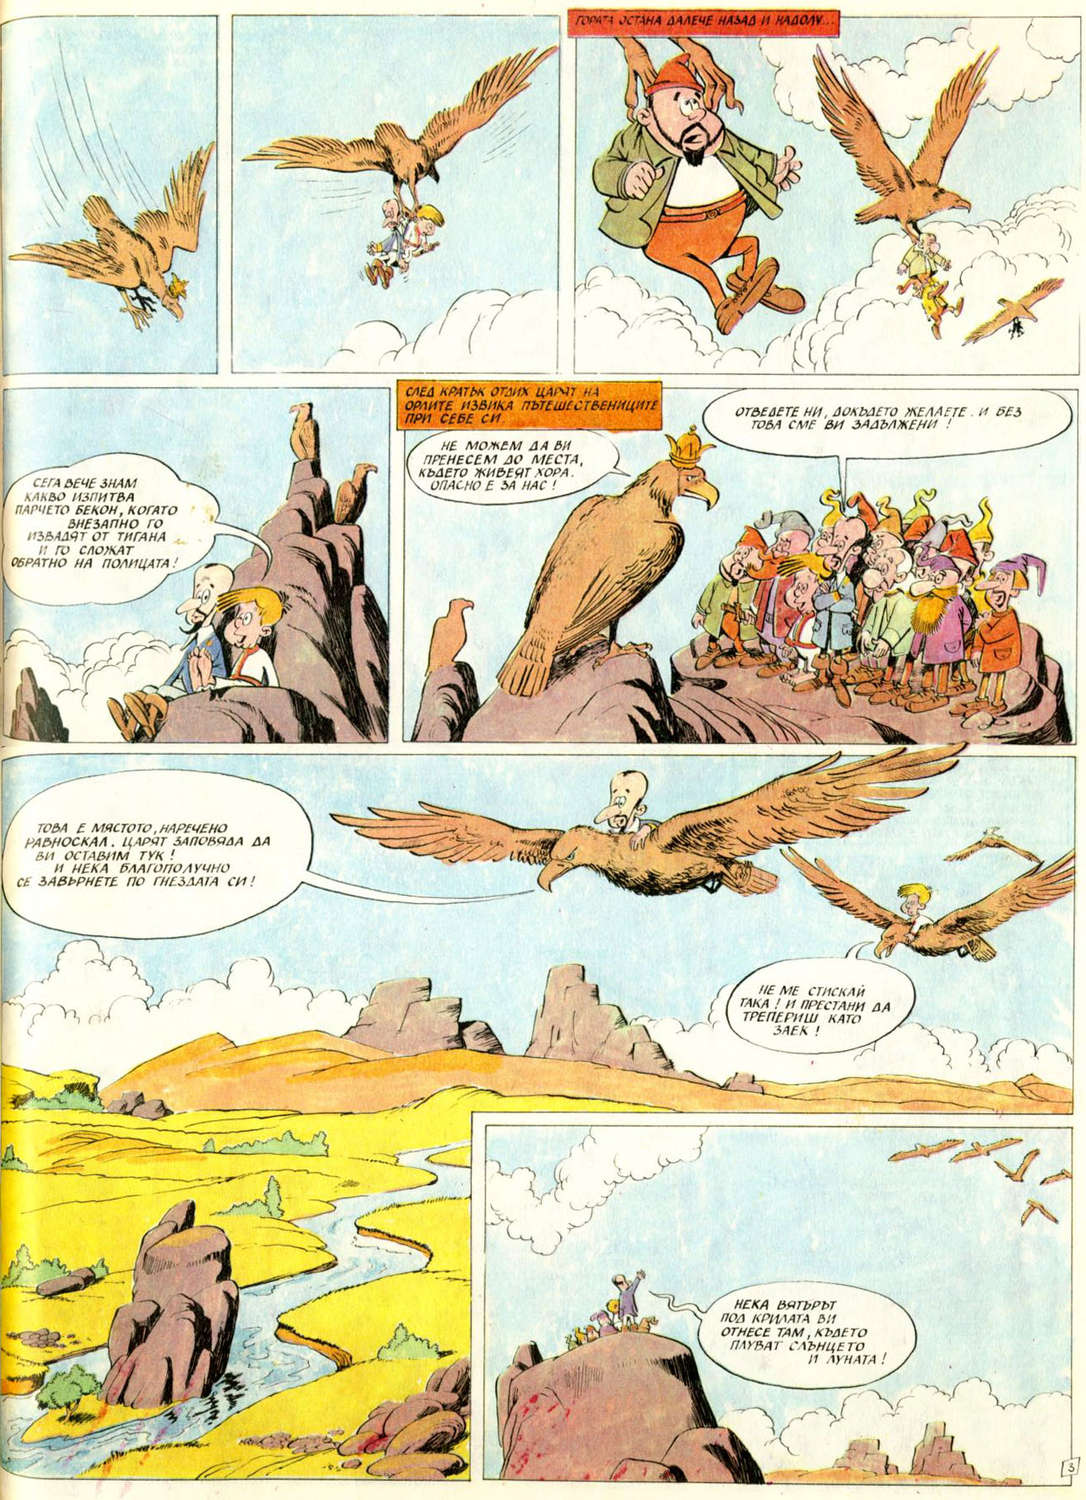 ГОРАТА ОСТАНА ДАЛЕЧЕ НАЗАД И НАДОЛУ...
СЕГА ВЕЧЕ ЗНАМ
КАКВО ИЗПИТВА
ПАРЧЕТО БЕКОН, КОГАТО
ВНЕЗАПНО ГО
ИЗВАДЯТ ОТ ТИГАНА
И ГО СЛОЖАТ
ОБРАТНО НА ПОЛИЦАТА!
СЛЕД КРАТЪК ОТДИХ ЦАРЯТ НА
ОРЛИТЕ ИЗВИКА ПЪТЕШЕСТВЕНИЦИТЕ
ПРИ СЕБЕ СИ.
НЕ МОЖЕМ ДА ВИ
ПРЕНЕСЕМ ДО МЕСТА,
КЪДЕТО ЖИВЕЯТ ХОРА.
ОПАСНО Е ЗА НАС!
ОТВЕДЕТЕ НИ, ДОКЪДЕТО ЖЕЛАЕТЕ. И БЕЗ
ТОВА СМЕ ВИ ЗАДЪЛЖЕНИ!
ТОВА Е МЯСТОТО, НАРЕЧЕНО
РАВНОСКАЛ. ЦАРЯТ ЗАПОВЯДА ДА
ВИ ОСТАВИМ ТУК!
И НЕКА БЛАГОПОЛУЧНО
СЕ ЗАВЪРНЕТЕ ПО ГНЕЗДАТА СИ!
НЕ МЕ СТИСКАЙ
ТАКА! И ПРЕСТАНИ ДА
ТРЕПЕРИШ КАТО
ЗАЕК!
НЕКА ВЯТЪРЪТ
ПОД КРИЛАТА ВИ
ОТНЕСЕ ТАМ, КЪДЕТО
ПЛУВАТ СЛЪНЦЕТО
И ЛУНАТА!
3